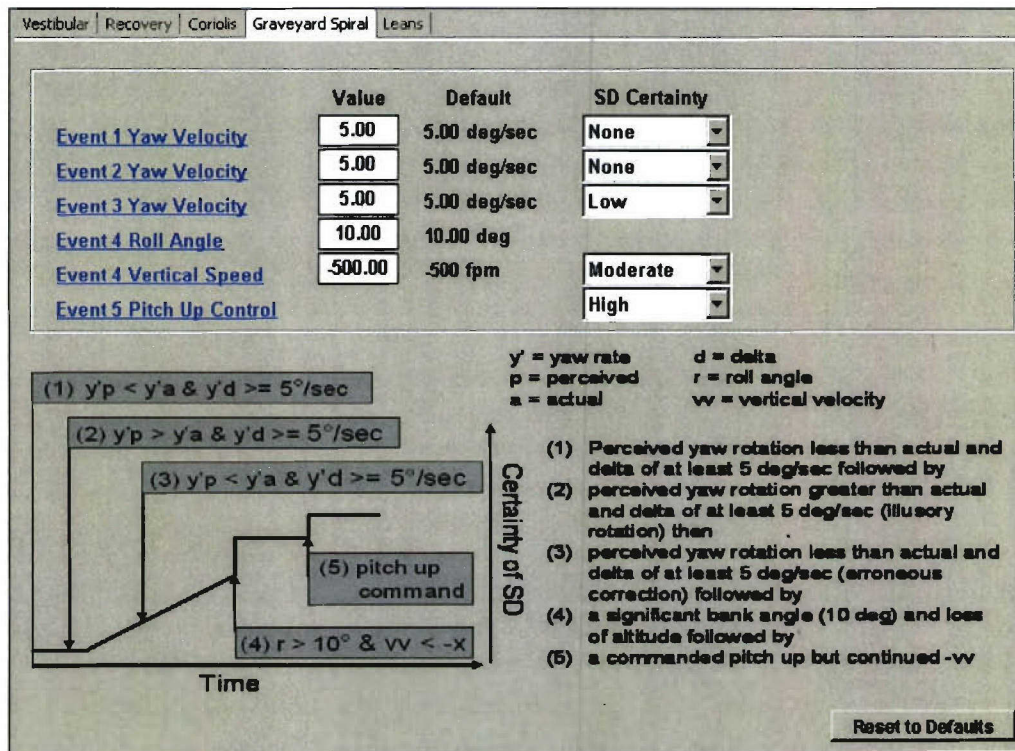 Vestibular | Recovery | Coriolis | Graveyard Spiral | Leans
Value Default SD Certainty
Event 1 Yaw Velocity 5.00 5.00 deg/sec None
Event 2 Yaw Velocity 5.00 5.00 deg/sec None
Event 3 Yaw Velocity 5.00 5.00 deg/sec Low
Event 4 Roll Angle 10.00 10.00 deg
Event 4 Vertical Speed -500.00 -500 fpm Moderate
Event 5 Pitch Up Control High
y' = yaw rate d = delta
p = perceived r = roll angle
a = actual vv = vertical velocity
(1) y'p < y'a & y'd >= 5°/sec
(2) y'p > y'a & y'd >= 5°/sec
(3) y'p < y'a & y'd >= 5°/sec
(5) pitch up
command
(4) r > 10° & vv < -x
Time
Certainty of SD
(1) Perceived yaw rotation less than actual and
delta of at least 5 deg/sec followed by
(2) perceived yaw rotation greater than actual
and delta of at least 5 deg/sec (illusory
rotation) then
(3) perceived yaw rotation less than actual and
delta of at least 5 deg/sec (erroneous
correction) followed by
(4) a significant bank angle (10 deg) and loss
of altitude followed by
(5) a commanded pitch up but continued -vv
Reset to Defaults